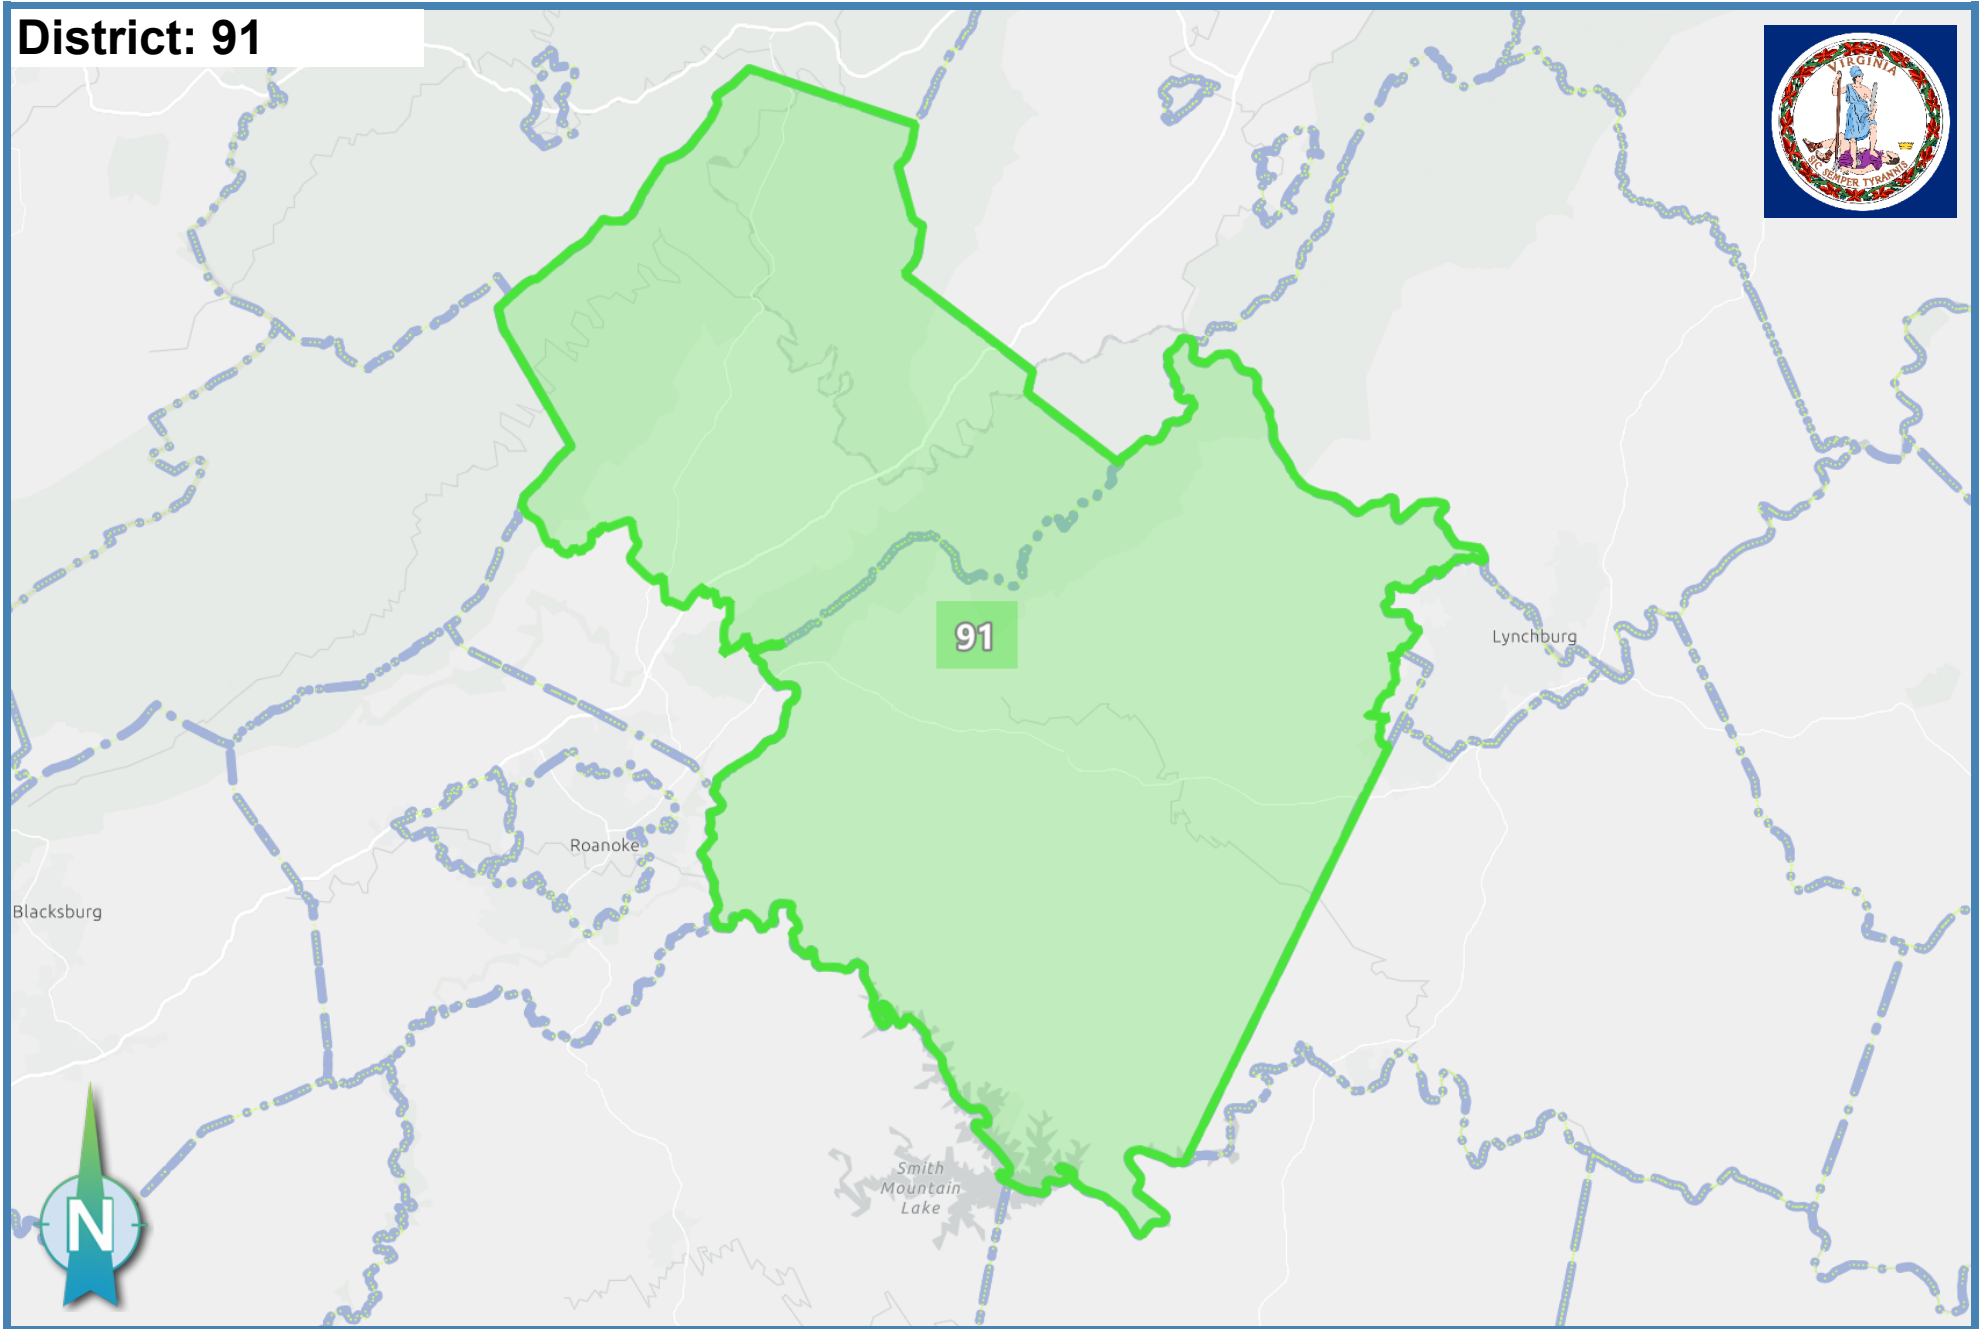 District: 91
VIRGINIA
SIC SEMPER TYRANNIS
91
Lynchburg
Roanoke
Blacksburg
Smith
Mountain
Lake
N